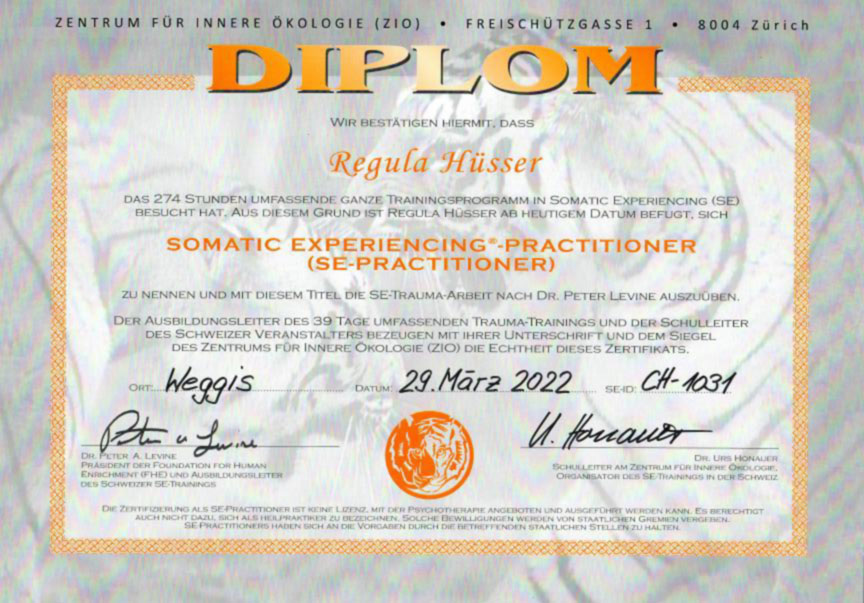 ZENTRUM FÜR INNERE ÖKOLOGIE (ZIO) • FREISCHÜTZGASSE 1 • 8004 Zürich
DIPLOM
WIR BESTÄTIGEN HIERMIT, DASS
Regula Hüsser
DAS 274 STUNDEN UMFASSENDE GANZE TRAININGSPROGRAMM IN SOMATIC EXPERIENCING (SE)
BESUCHT HAT. AUS DIESEM GRUND IST REGULA HÜSSER AB HEUTIGEM DATUM BEFUGT, SICH
SOMATIC EXPERIENCING®-PRACTITIONER
(SE-PRACTITIONER)
ZU NENNEN UND MIT DIESEM TITEL DIE SE-TRAUMA-ARBEIT NACH DR. PETER LEVINE AUSZUÜBEN.
DER AUSBILDUNGSLEITER DES 39 TAGE UMFASSENDEN TRAUMA-TRAININGS UND DER SCHULLEITER
DES SCHWEIZER VERANSTALTERS BEZEUGEN MIT IHRER UNTERSCHRIFT UND DEM SIEGEL
DES ZENTRUMS FÜR INNERE ÖKOLOGIE (ZIO) DIE ECHTHEIT DIESES ZERTIFIKATS.
ORT: Weggis DATUM: 29. März 2022 SE-ID: CH-1031
Peter A Levine
U. Honauer
DR. PETER A. LEVINE
PRÄSIDENT DER FOUNDATION FOR HUMAN
ENRICHMENT (FHE) UND AUSBILDUNGSLEITER
DES SCHWEIZER SE-TRAININGS
DR. URS HONAUER
SCHULLEITER AM ZENTRUM FÜR INNERE ÖKOLOGIE,
ORGANISATOR DES SE-TRAININGS IN DER SCHWEIZ
DIE ZERTIFIZIERUNG ALS SE-PRACTITIONER IST KEINE LIZENZ, MIT DER PSYCHOTHERAPIE ANGEBOTEN UND AUSGEFÜHRT WERDEN KANN. ES BERECHTIGT
AUCH NICHT DAZU, SICH ALS HEILPRAKTIKER ZU BEZEICHNEN. SOLCHE BEWILLIGUNGEN WERDEN VON STAATLICHEN GREMIEN VERGEBEN.
SE-PRACTITIONERS HABEN SICH AN DIE VORGABEN DURCH DIE BETREFFENDEN STAATLICHEN STELLEN ZU HALTEN.